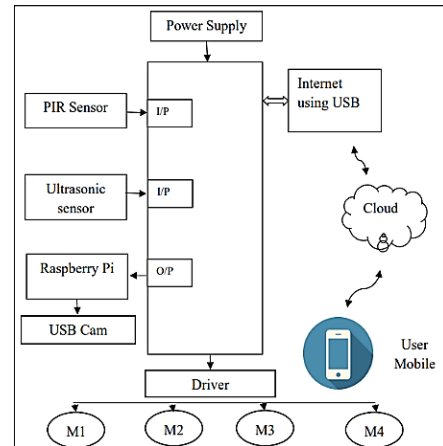 Power Supply
PIR Sensor
I/P
Internet
using USB
Ultrasonic
sensor
I/P
Cloud
Raspberry Pi
O/P
USB Cam
User
Mobile
Driver
M1
M2
M3
M4